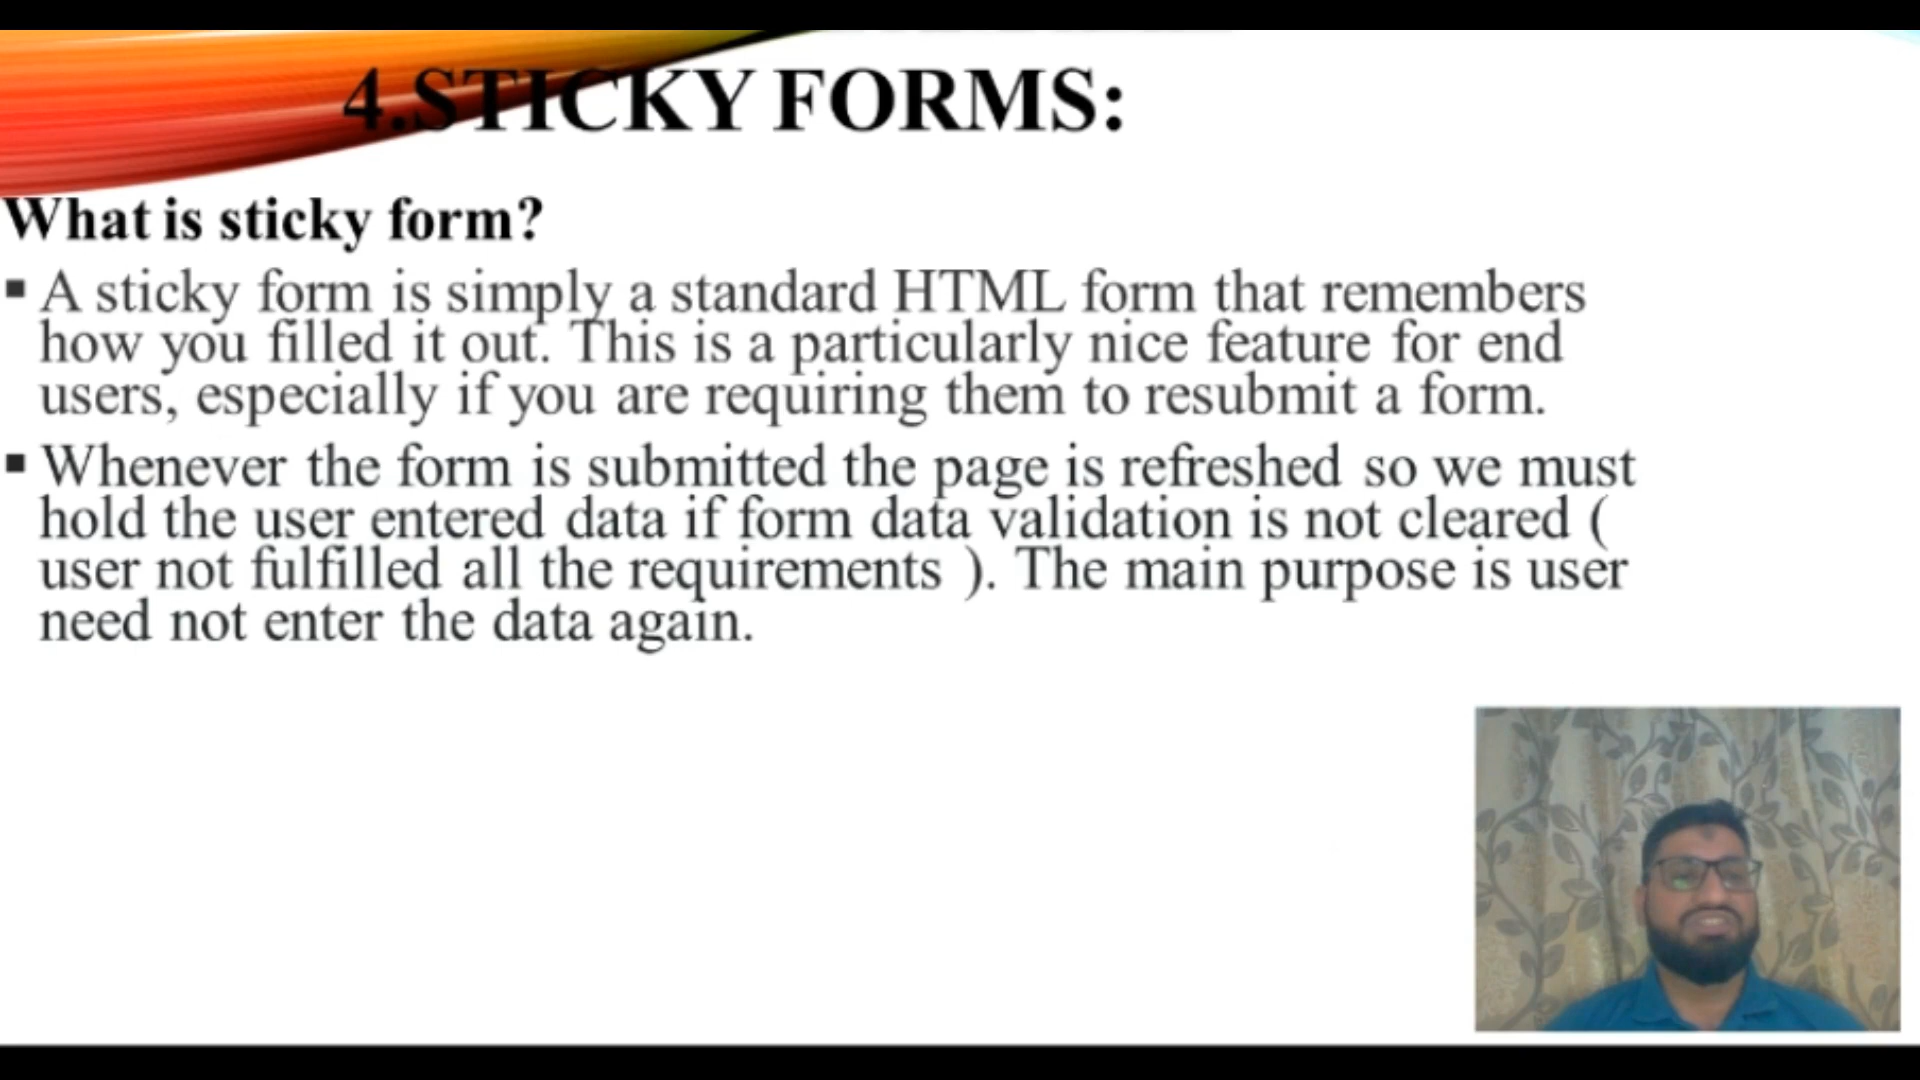 4.STICKY FORMS:
What is sticky form?
▪ A sticky form is simply a standard HTML form that remembers
how you filled it out. This is a particularly nice feature for end
users, especially if you are requiring them to resubmit a form.
▪ Whenever the form is submitted the page is refreshed so we must
hold the user entered data if form data validation is not cleared (
user not fulfilled all the requirements ). The main purpose is user
need not enter the data again.